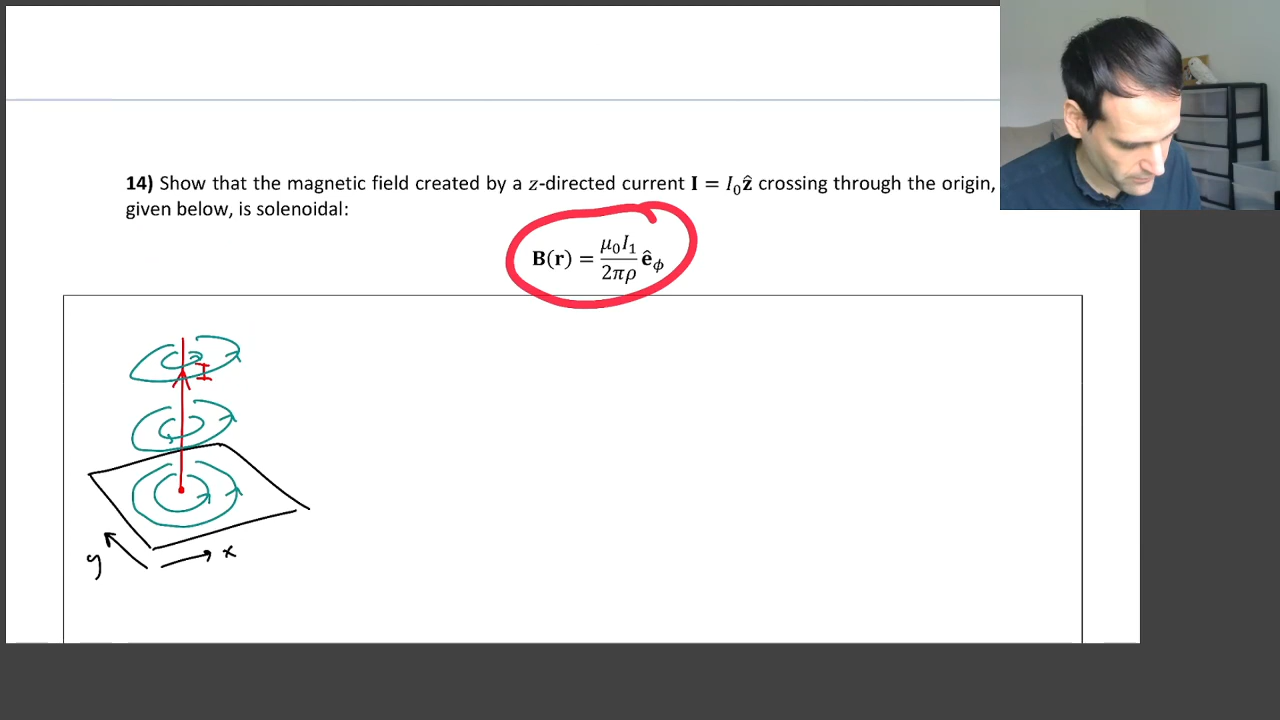 14) Show that the magnetic field created by a z-directed current 𝐈 = I₀ẑ crossing through the origin,
given below, is solenoidal:
𝐁(𝐫) = μ₀I₁ / 2πρ ê_ϕ
I
y
x